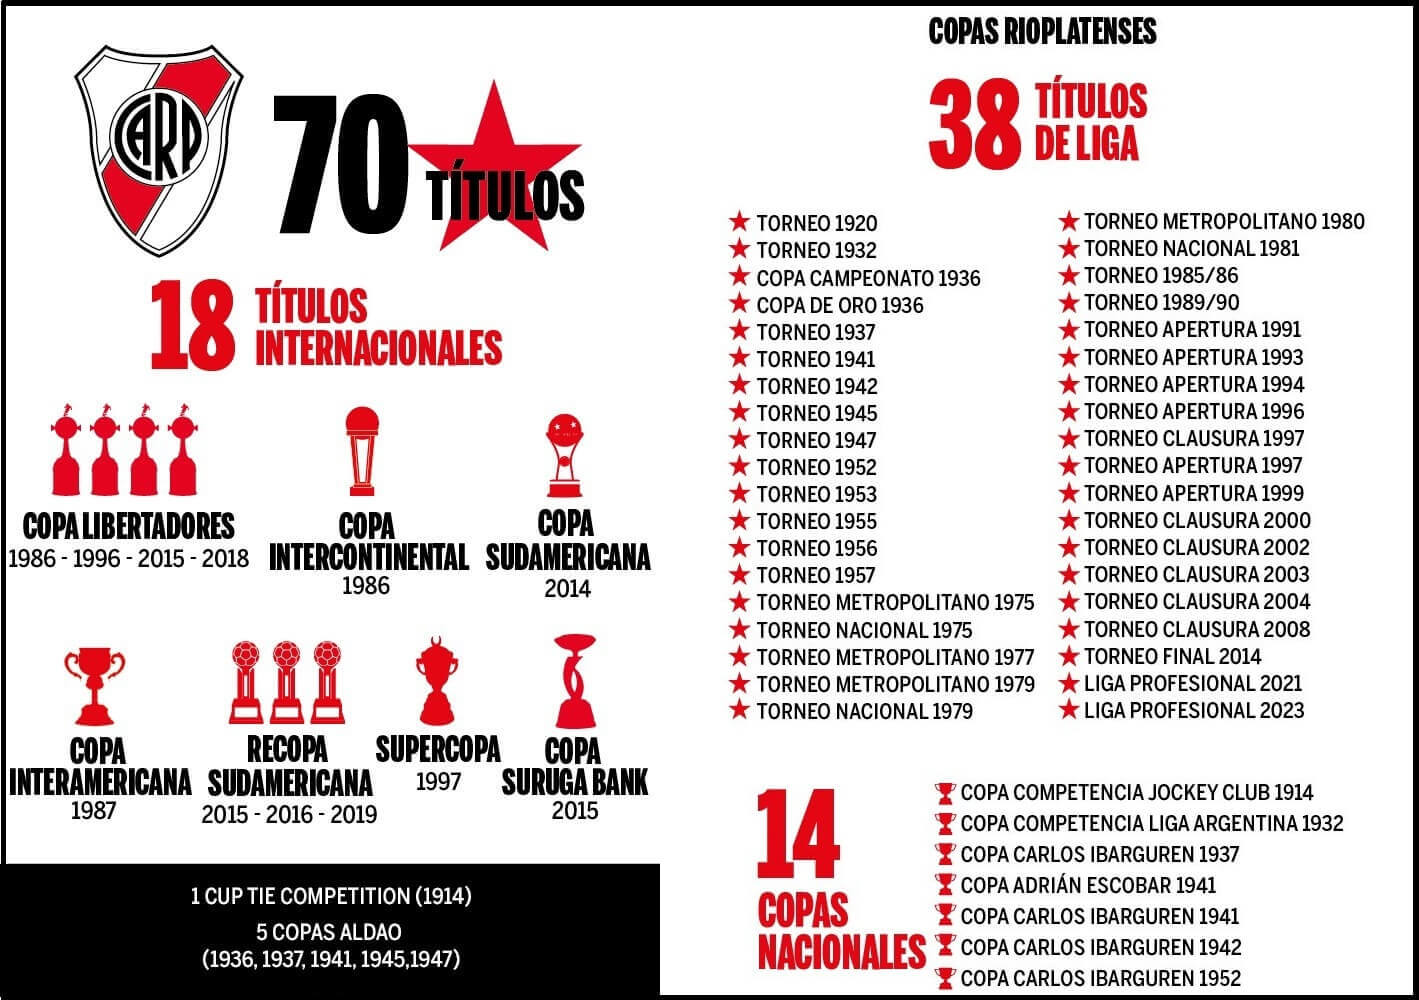 CARP
70
TÍTULOS
18 TÍTULOS
INTERNACIONALES
COPA LIBERTADORES
1986 - 1996 - 2015 - 2018
COPA
INTERCONTINENTAL
1986
COPA
SUDAMERICANA
2014
COPA
INTERAMERICANA
1987
RECOPA
SUDAMERICANA
2015 - 2016 - 2019
SUPERCOPA
1997
COPA
SURUGA BANK
2015
1 CUP TIE COMPETITION (1914)
5 COPAS ALDAO
(1936, 1937, 1941, 1945,1947)
COPAS RIOPLATENSES
38 TÍTULOS
DE LIGA
TORNEO 1920
TORNEO 1932
COPA CAMPEONATO 1936
COPA DE ORO 1936
TORNEO 1937
TORNEO 1941
TORNEO 1942
TORNEO 1945
TORNEO 1947
TORNEO 1952
TORNEO 1953
TORNEO 1955
TORNEO 1956
TORNEO 1957
TORNEO METROPOLITANO 1975
TORNEO NACIONAL 1975
TORNEO METROPOLITANO 1977
TORNEO METROPOLITANO 1979
TORNEO NACIONAL 1979
TORNEO METROPOLITANO 1980
TORNEO NACIONAL 1981
TORNEO 1985/86
TORNEO 1989/90
TORNEO APERTURA 1991
TORNEO APERTURA 1993
TORNEO APERTURA 1994
TORNEO APERTURA 1996
TORNEO CLAUSURA 1997
TORNEO APERTURA 1997
TORNEO APERTURA 1999
TORNEO CLAUSURA 2000
TORNEO CLAUSURA 2002
TORNEO CLAUSURA 2003
TORNEO CLAUSURA 2004
TORNEO CLAUSURA 2008
TORNEO FINAL 2014
LIGA PROFESIONAL 2021
LIGA PROFESIONAL 2023
14
COPAS
NACIONALES
COPA COMPETENCIA JOCKEY CLUB 1914
COPA COMPETENCIA LIGA ARGENTINA 1932
COPA CARLOS IBARGUREN 1937
COPA ADRIÁN ESCOBAR 1941
COPA CARLOS IBARGUREN 1941
COPA CARLOS IBARGUREN 1942
COPA CARLOS IBARGUREN 1952